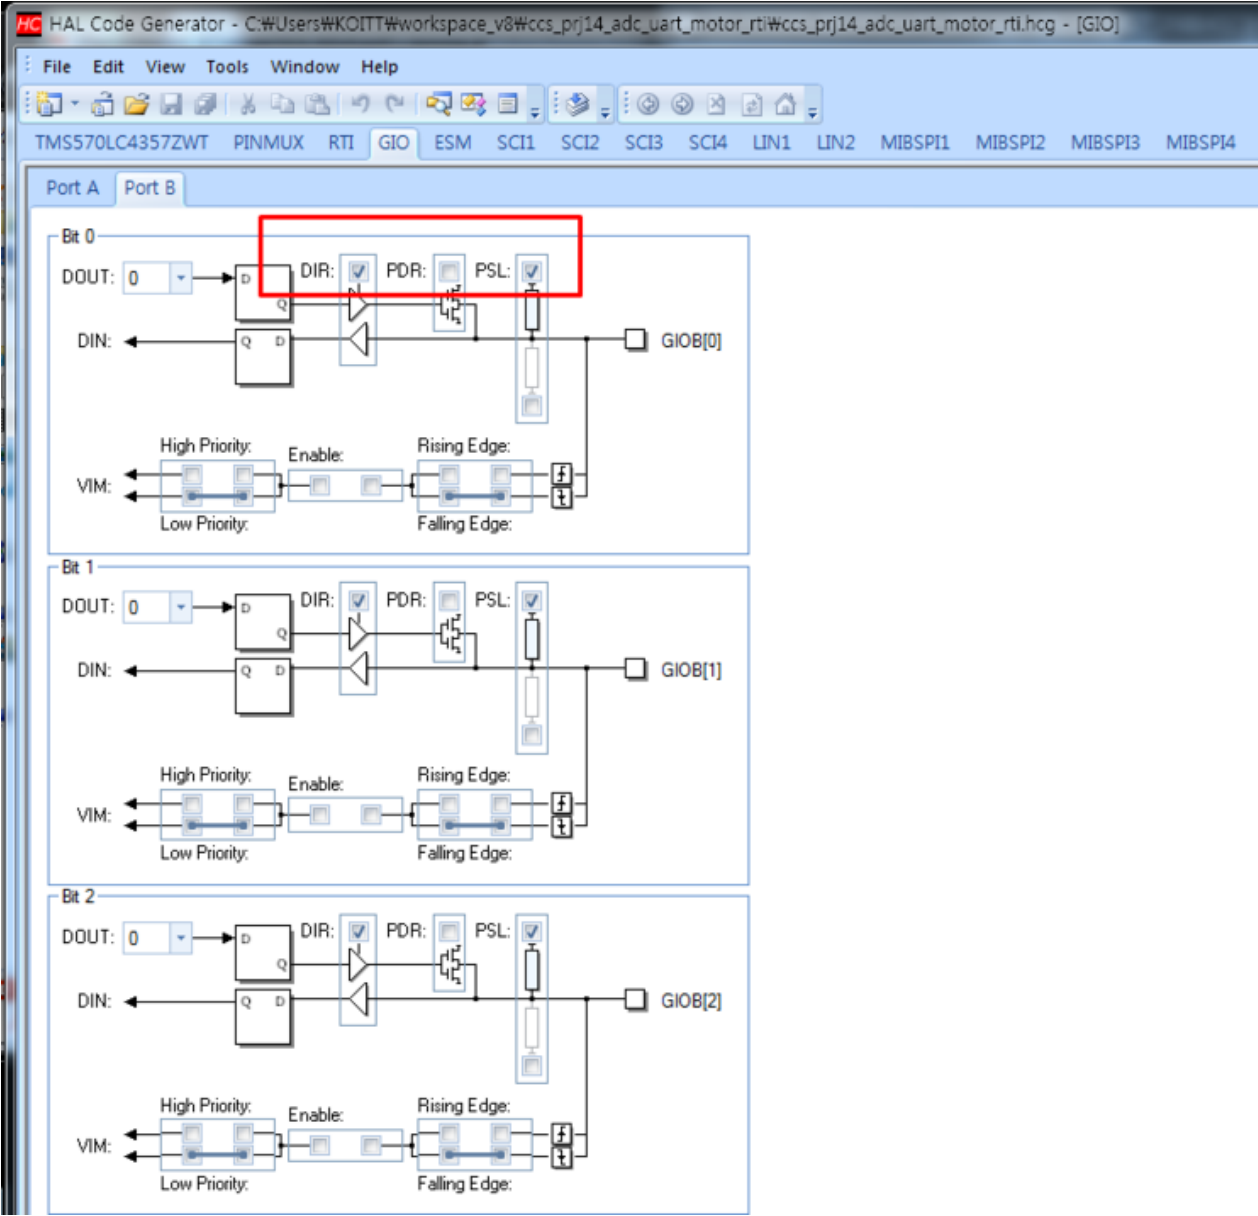 HC HAL Code Generator - C:₩Users₩KOITT₩workspace_v8₩ccs_prj14_adc_uart_motor_rti₩ccs_prj14_adc_uart_motor_rti.hcg - [GIO]
File Edit View Tools Window Help
TMS570LC4357ZWT PINMUX RTI GIO ESM SCI1 SCI2 SCI3 SCI4 LIN1 LIN2 MIBSPI1 MIBSPI2 MIBSPI3 MIBSPI4
Port A Port B
Bit 0
DOUT: 0 D DIR: PDR: PSL:
Q
DIN: Q D GIOB[0]
High Priority: Enable: Rising Edge:
VIM:
Low Priority: Falling Edge:
Bit 1
DOUT: 0 D DIR: PDR: PSL:
Q
DIN: Q D GIOB[1]
High Priority: Enable: Rising Edge:
VIM:
Low Priority: Falling Edge:
Bit 2
DOUT: 0 D DIR: PDR: PSL:
Q
DIN: Q D GIOB[2]
High Priority: Enable: Rising Edge:
VIM:
Low Priority: Falling Edge: